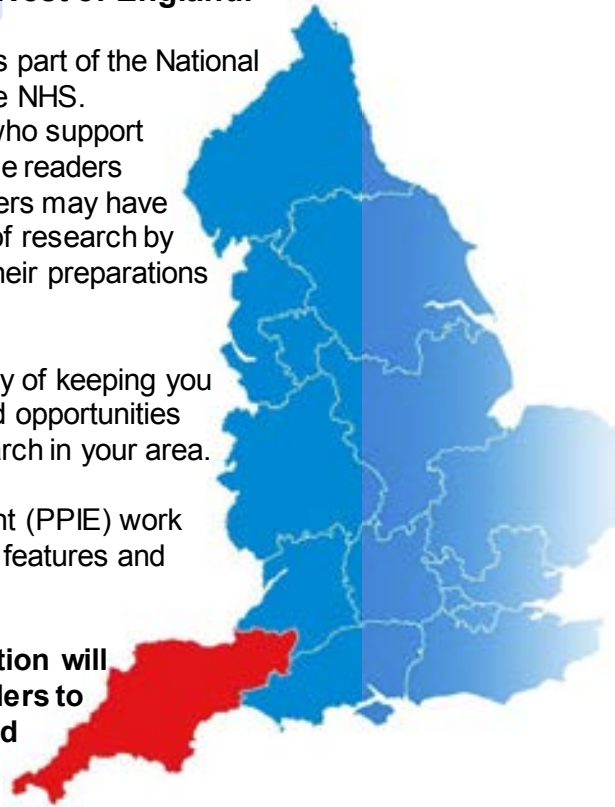 West of England.
s part of the National
e NHS.
who support
e readers
ers may have
of research by
heir preparations
y of keeping you
d opportunities
arch in your area.
nt (PPIE) work
features and
tion will
ders to
d